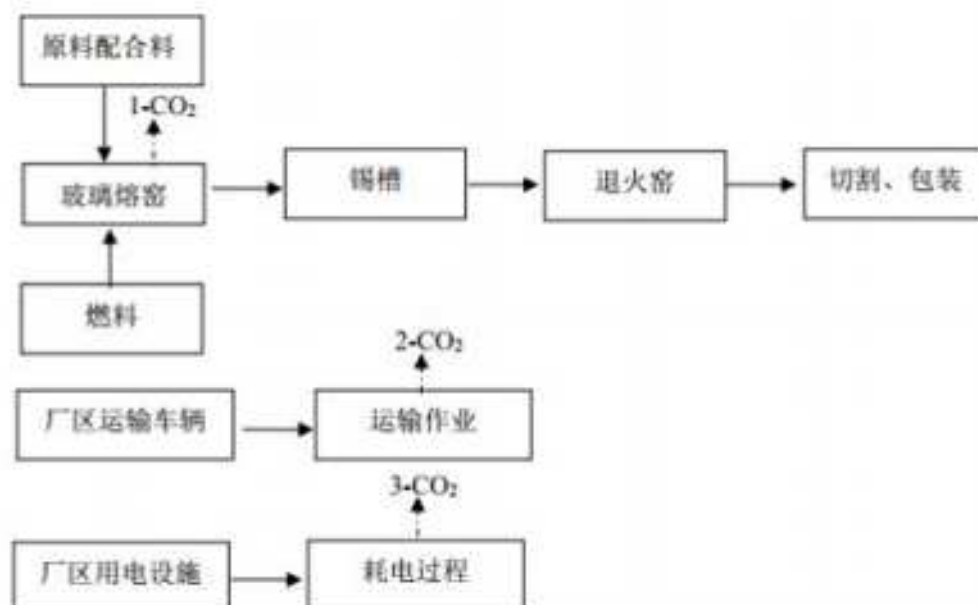 原料配合料
1-CO₂
玻璃熔窑
锡槽
退火窑
切割、包装
燃料
2-CO₂
厂区运输车辆
运输作业
3-CO₂
厂区用电设施
耗电过程